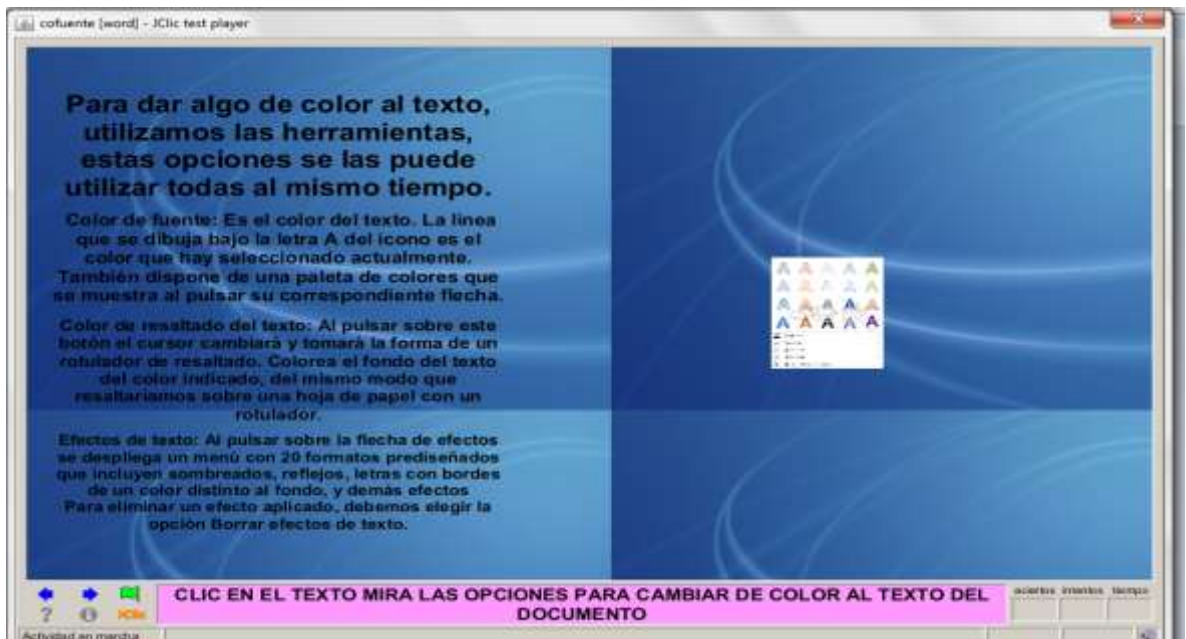 cofuente [word] - JClic test player
Para dar algo de color al texto,
utilizamos las herramientas,
estas opciones se las puede
utilizar todas al mismo tiempo.
Color de fuente: Es el color del texto. La línea
que se dibuja bajo la letra A del icono es el
color que hay seleccionado actualmente.
También dispone de una paleta de colores que
se muestra al pulsar su correspondiente flecha.
Color de resaltado del texto: Al pulsar sobre este
botón el cursor cambiará y tomará la forma de un
rotulador de resaltado. Colorea el fondo del texto
del color indicado, del mismo modo que
resaltaríamos sobre una hoja de papel con un
rotulador.
Efectos de texto: Al pulsar sobre la flecha de efectos
se despliega un menú con 20 formatos prediseñados
que incluyen sombreados, reflejos, letras con bordes
de un color distinto al fondo, y demás efectos
Para eliminar un efecto aplicado, debemos elegir la
opción Borrar efectos de texto.
CLIC EN EL TEXTO MIRA LAS OPCIONES PARA CAMBIAR DE COLOR AL TEXTO DEL
DOCUMENTO
aciertos intentos tiempo
Actividad en marcha